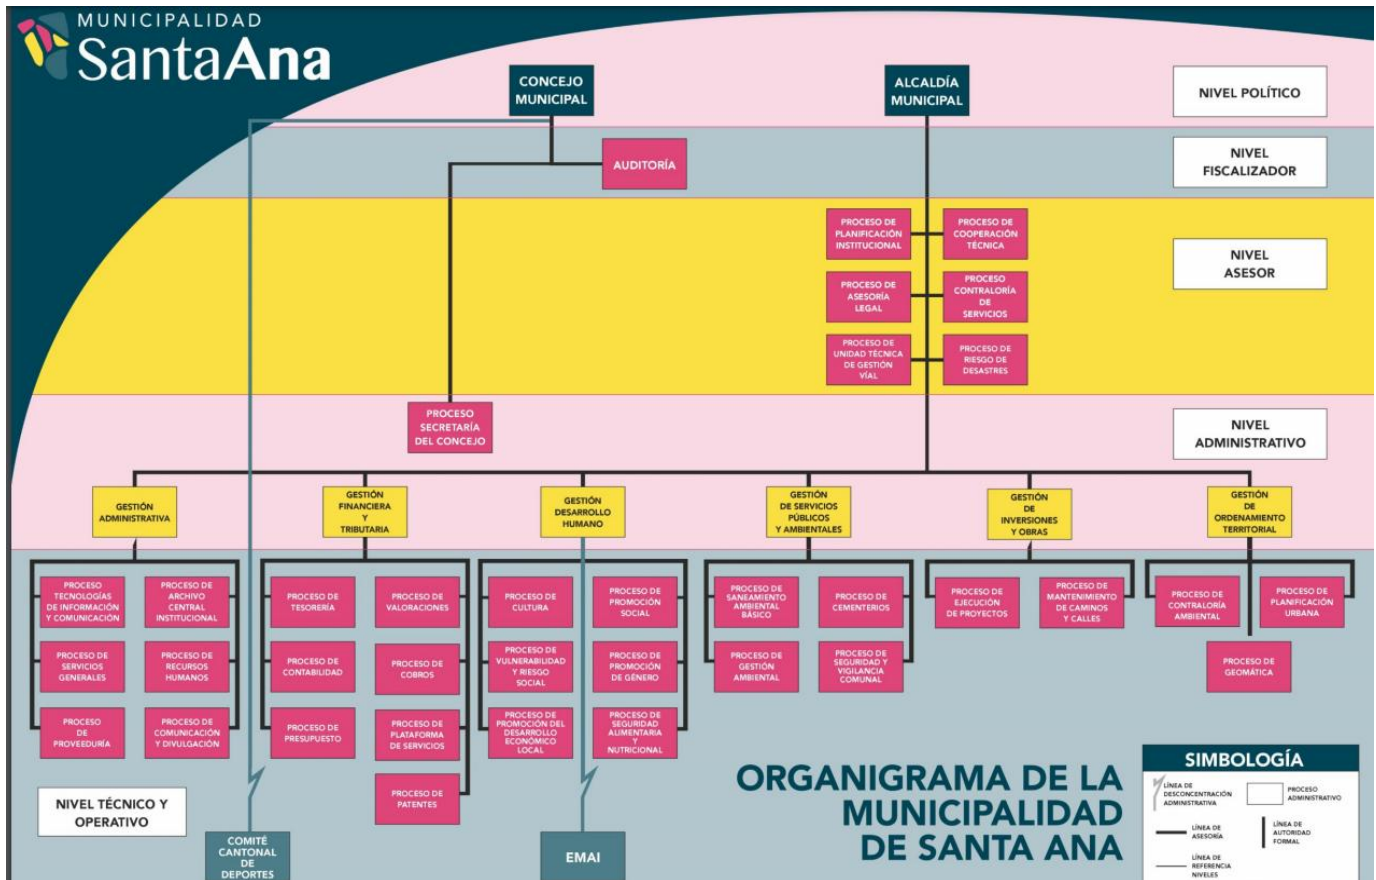 MUNICIPALIDAD
SantaAna
CONCEJO
MUNICIPAL
ALCALDÍA
MUNICIPAL
NIVEL POLÍTICO
AUDITORÍA
NIVEL
FISCALIZADOR
PROCESO DE
PLANIFICACIÓN
INSTITUCIONAL
PROCESO DE
COOPERACIÓN
TÉCNICA
NIVEL
ASESOR
PROCESO DE
ASESORÍA
LEGAL
PROCESO
CONTRALORÍA
DE
SERVICIOS
PROCESO DE
UNIDAD TÉCNICA
DE GESTIÓN
VÍAL
PROCESO DE
RIESGO DE
DESASTRES
PROCESO
SECRETARÍA
DEL CONCEJO
NIVEL
ADMINISTRATIVO
GESTIÓN
ADMINISTRATIVA
GESTIÓN
FINANCIERA
Y
TRIBUTARIA
GESTIÓN
DESARROLLO
HUMANO
GESTIÓN
DE SERVICIOS
PÚBLICOS
Y AMBIENTALES
GESTIÓN
DE
INVERSIONES
Y OBRAS
GESTIÓN
DE
ORDENAMIENTO
TERRITORIAL
PROCESO
TECNOLOGÍAS
DE INFORMACIÓN
Y COMUNICACIÓN
PROCESO DE
ARCHIVO
CENTRAL
INSTITUCIONAL
PROCESO DE
TESORERÍA
PROCESO DE
VALORACIONES
PROCESO DE
CULTURA
PROCESO DE
PROMOCIÓN
SOCIAL
PROCESO DE
SANEAMIENTO
AMBIENTAL
BÁSICO
PROCESO DE
CEMENTERIOS
PROCESO DE
EJECUCIÓN
DE PROYECTOS
PROCESO DE
MANTENIMIENTO
DE CAMINOS
Y CALLES
PROCESO DE
CONTRALORÍA
AMBIENTAL
PROCESO DE
PLANIFICACIÓN
URBANA
PROCESO DE
SERVICIOS
GENERALES
PROCESO DE
RECURSOS
HUMANOS
PROCESO DE
CONTABILIDAD
PROCESO DE
COBROS
PROCESO DE
VULNERABILIDAD
Y RIESGO
SOCIAL
PROCESO DE
PROMOCIÓN
DE GÉNERO
PROCESO DE
GESTIÓN
AMBIENTAL
PROCESO DE
SEGURIDAD Y
VIGILANCIA
COMUNAL
PROCESO DE
GEOMÁTICA
PROCESO
DE
PROVEEDURÍA
PROCESO DE
COMUNICACIÓN
Y DIVULGACIÓN
PROCESO DE
PRESUPUESTO
PROCESO DE
PLATAFORMA
DE SERVICIOS
PROCESO DE
PROMOCIÓN DEL
DESARROLLO
ECONÓMICO
LOCAL
PROCESO DE
SEGURIDAD
ALIMENTARIA
Y
NUTRICIONAL
PROCESO DE
PATENTES
NIVEL TÉCNICO Y
OPERATIVO
COMITÉ
CANTONAL
DE
DEPORTES
EMAI
ORGANIGRAMA DE LA
MUNICIPALIDAD
DE SANTA ANA
SIMBOLOGÍA
LÍNEA DE
DESCONCENTRACIÓN
ADMINISTRATIVA
PROCESO
ADMINISTRATIVO
LÍNEA DE
ASESORÍA
LÍNEA DE
AUTORIDAD
FORMAL
LÍNEA DE
REFERENCIA
NIVELES